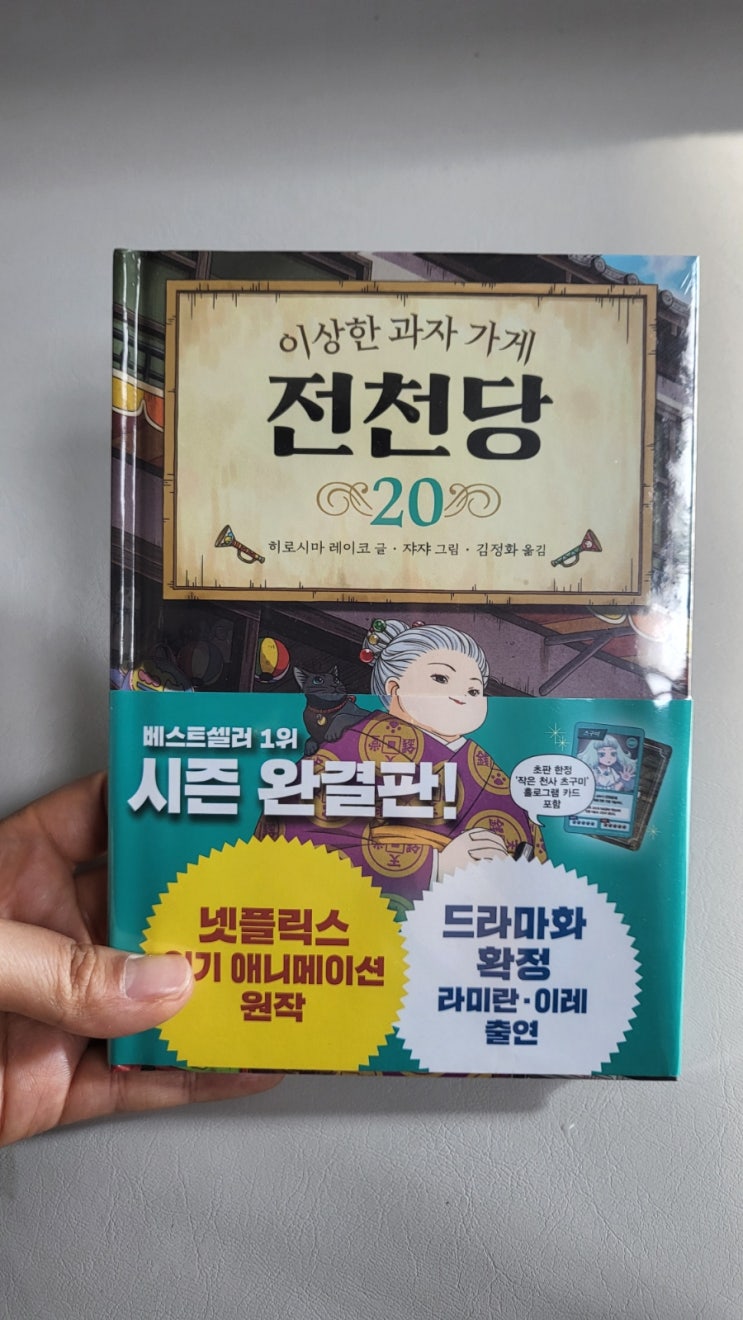 이상한 과자 가게
전천당
20
히로시마 레이코 글 · 쟈쟈 그림 · 김정화 옮김
베스트셀러 1위
시즌 완결판!
초판 한정
'작은 천사 츠구미'
홀로그램 카드
포함
츠구미
넷플릭스
애니메이션
원작
드라마화
확정
라미란·이레
출연